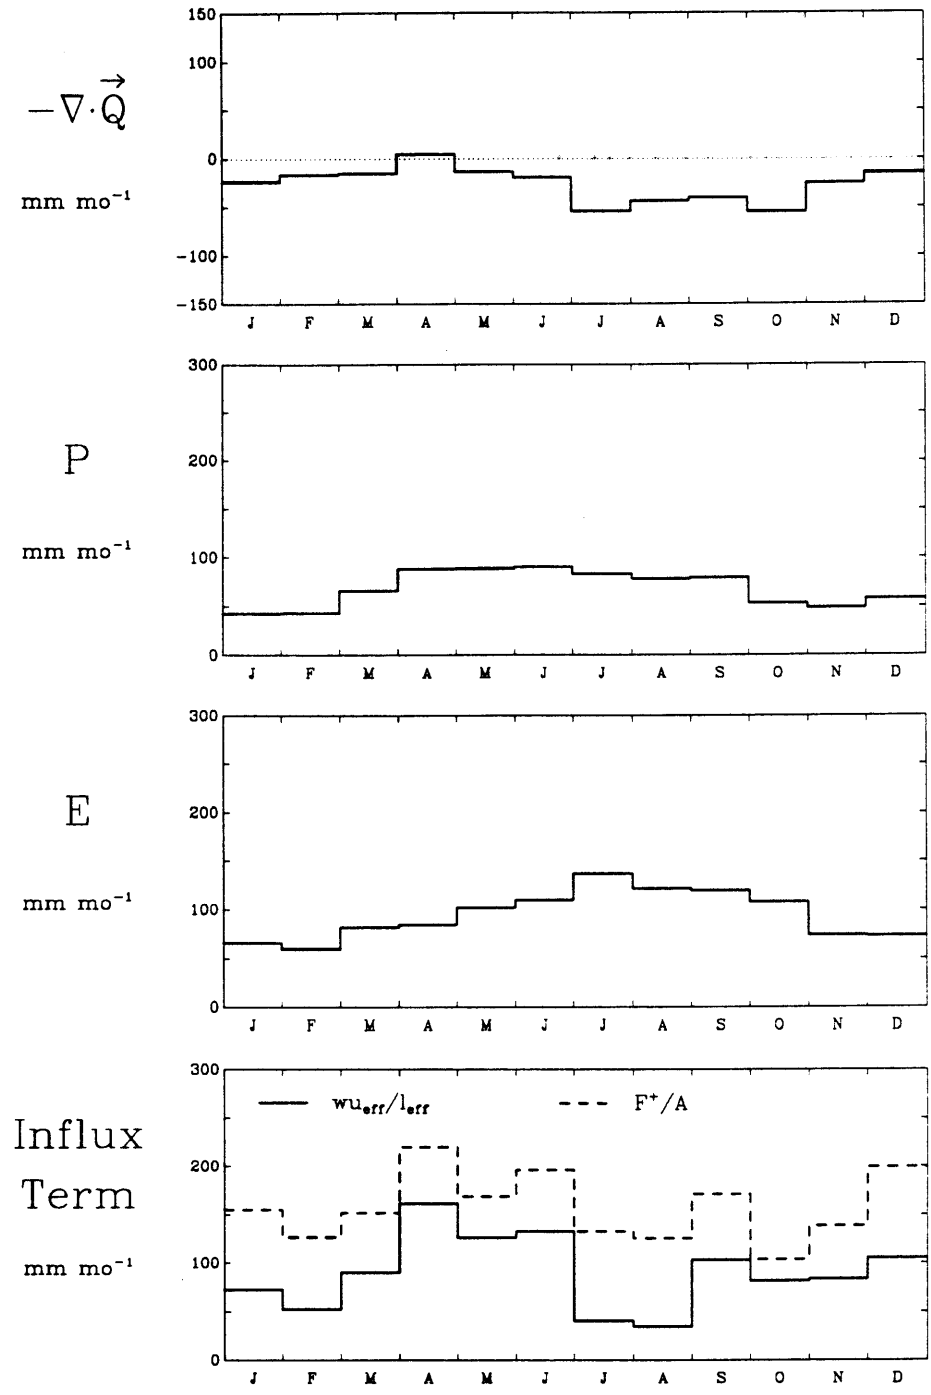 150
100
0
-100
-150
−∇·Q⃗
mm mo⁻¹
J F M A M J J A S O N D
300
200
100
0
P
mm mo⁻¹
J F M A M J J A S O N D
300
200
100
0
E
mm mo⁻¹
J F M A M J J A S O N D
300
200
100
0
Influx
Term
mm mo⁻¹
wu_eff/l_eff
F⁺/A
J F M A M J J A S O N D